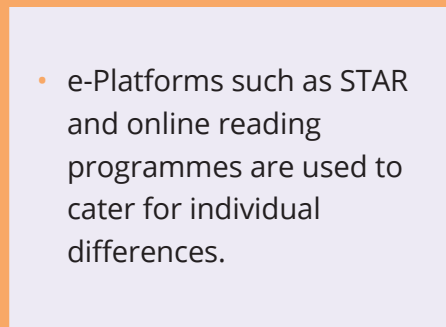 • e-Platforms such as STAR
and online reading
programmes are used to
cater for individual
differences.